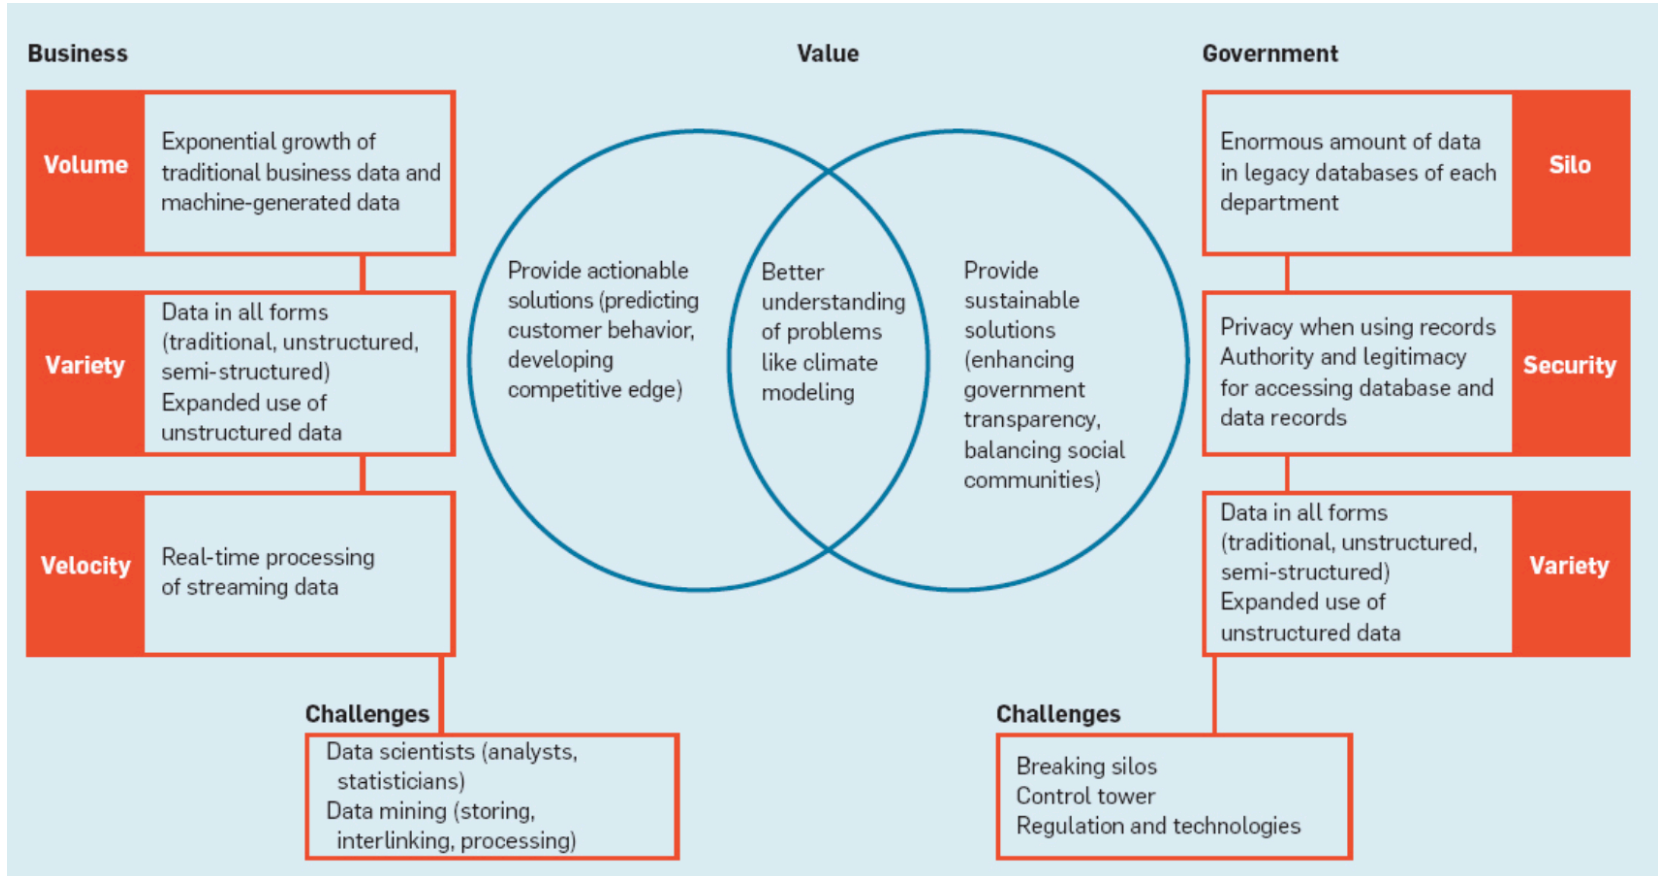 Business
Value
Government
Volume
Exponential growth of
traditional business data and
machine-generated data
Variety
Data in all forms
(traditional, unstructured,
semi-structured)
Expanded use of
unstructured data
Velocity
Real-time processing
of streaming data
Challenges
Data scientists (analysts,
statisticians)
Data mining (storing,
interlinking, processing)
Provide actionable
solutions (predicting
customer behavior,
developing
competitive edge)
Better
understanding
of problems
like climate
modeling
Provide
sustainable
solutions
(enhancing
government
transparency,
balancing social
communities)
Enormous amount of data
in legacy databases of each
department
Silo
Privacy when using records
Authority and legitimacy
for accessing database and
data records
Security
Data in all forms
(traditional, unstructured,
semi-structured)
Expanded use of
unstructured data
Variety
Challenges
Breaking silos
Control tower
Regulation and technologies